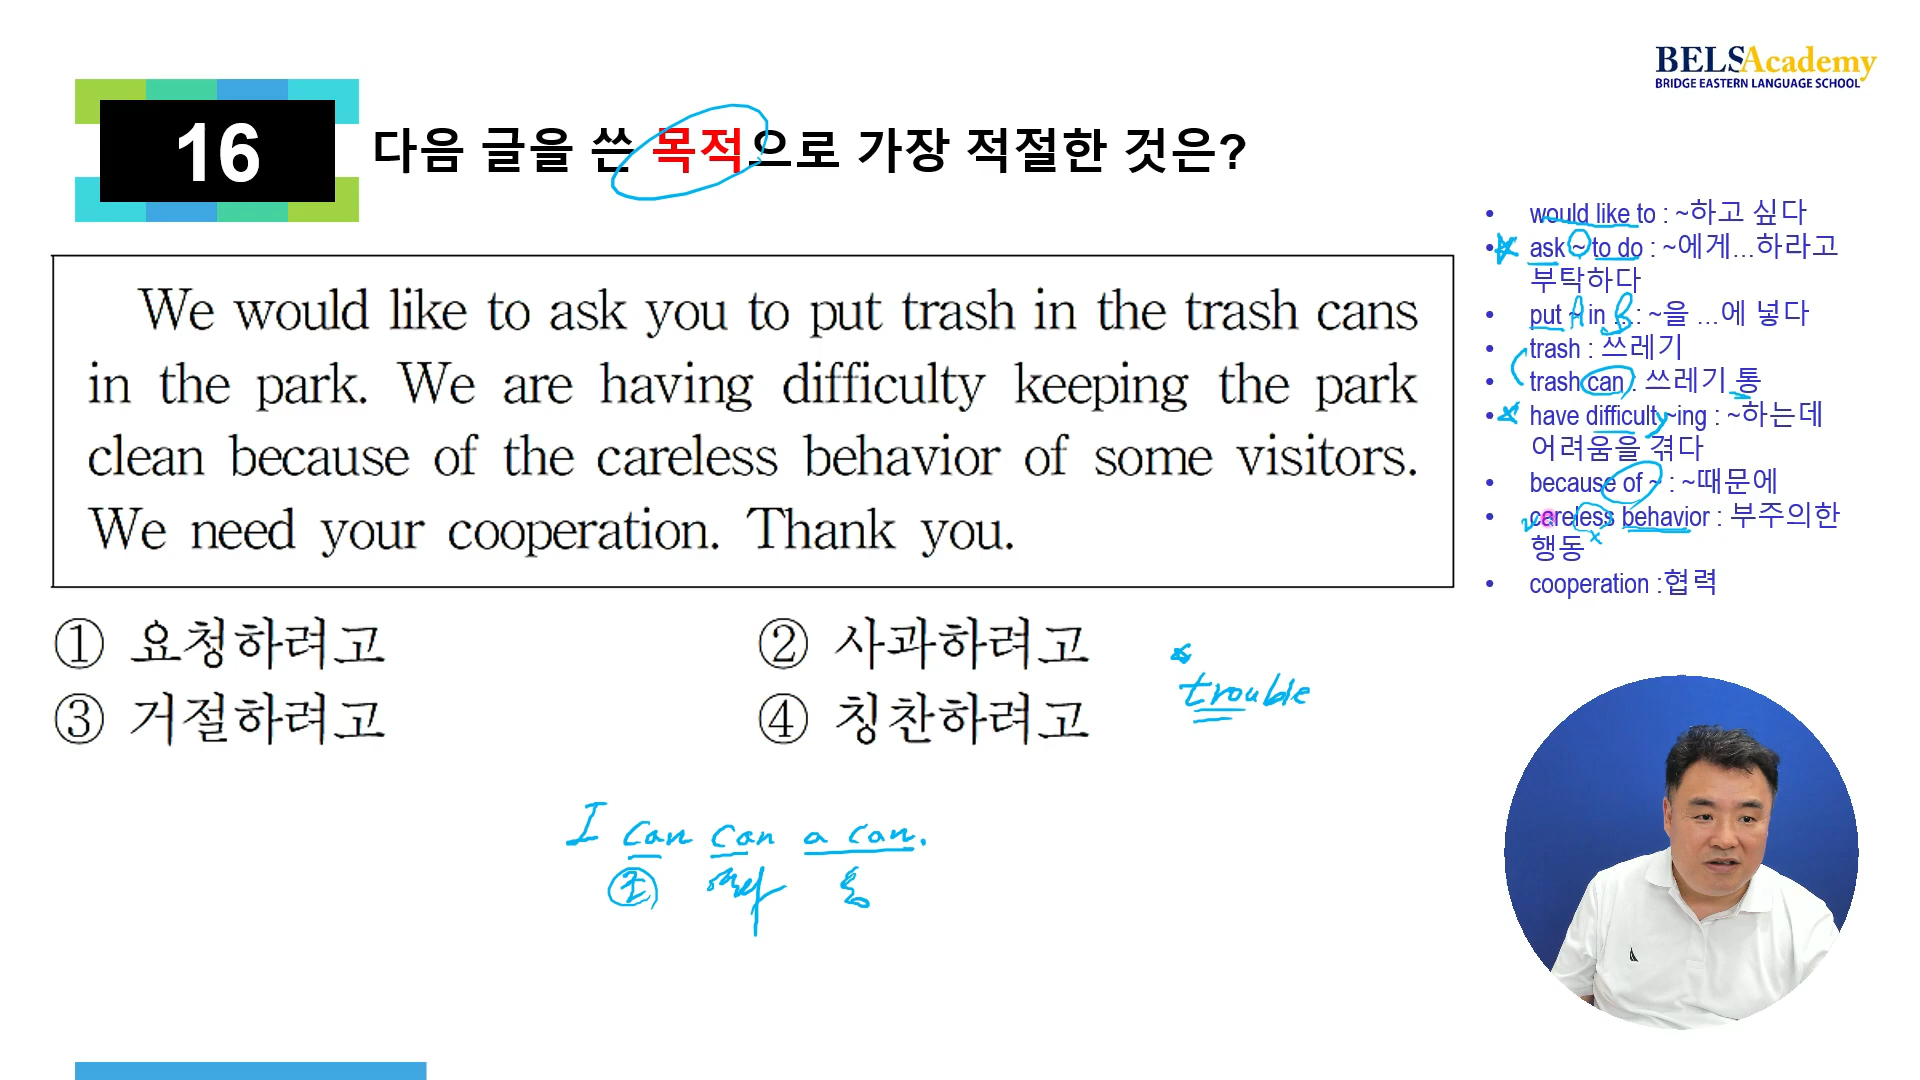 BELSAcademy
BRIDGE EASTERN LANGUAGE SCHOOL
16
다음 글을 쓴 목적으로 가장 적절한 것은?
We would like to ask you to put trash in the trash cans
in the park. We are having difficulty keeping the park
clean because of the careless behavior of some visitors.
We need your cooperation. Thank you.
① 요청하려고
② 사과하려고
③ 거절하려고
④ 칭찬하려고
• would like to : ~하고 싶다
• ask ~ to do : ~에게...하라고
부탁하다
• put ~ in ... : ~을 ...에 넣다
A B
• trash : 쓰레기
• trash can : 쓰레기 통
• have difficulty ~ing : ~하는데
어려움을 겪다
• because of ~ : ~때문에
• careless behavior : 부주의한
행동
x
• cooperation :협력
trouble
I can can a can.
조 통